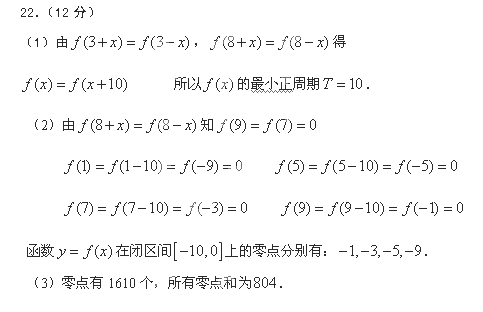 22.（12 分）
（1）由 f(3+x)=f(3−x)，f(8+x)=f(8−x) 得
f(x)=f(x+10) 所以 f(x) 的最小正周期 T=10．
（2）由 f(8+x)=f(8−x) 知 f(9)=f(7)=0
f(1)=f(1−10)=f(−9)=0 f(5)=f(5−10)=f(−5)=0
f(7)=f(7−10)=f(−3)=0 f(9)=f(9−10)=f(−1)=0
函数 y=f(x) 在闭区间[−10,0]上的零点分别有：−1,−3,−5,−9．
（3）零点有 1610 个，所有零点和为804．